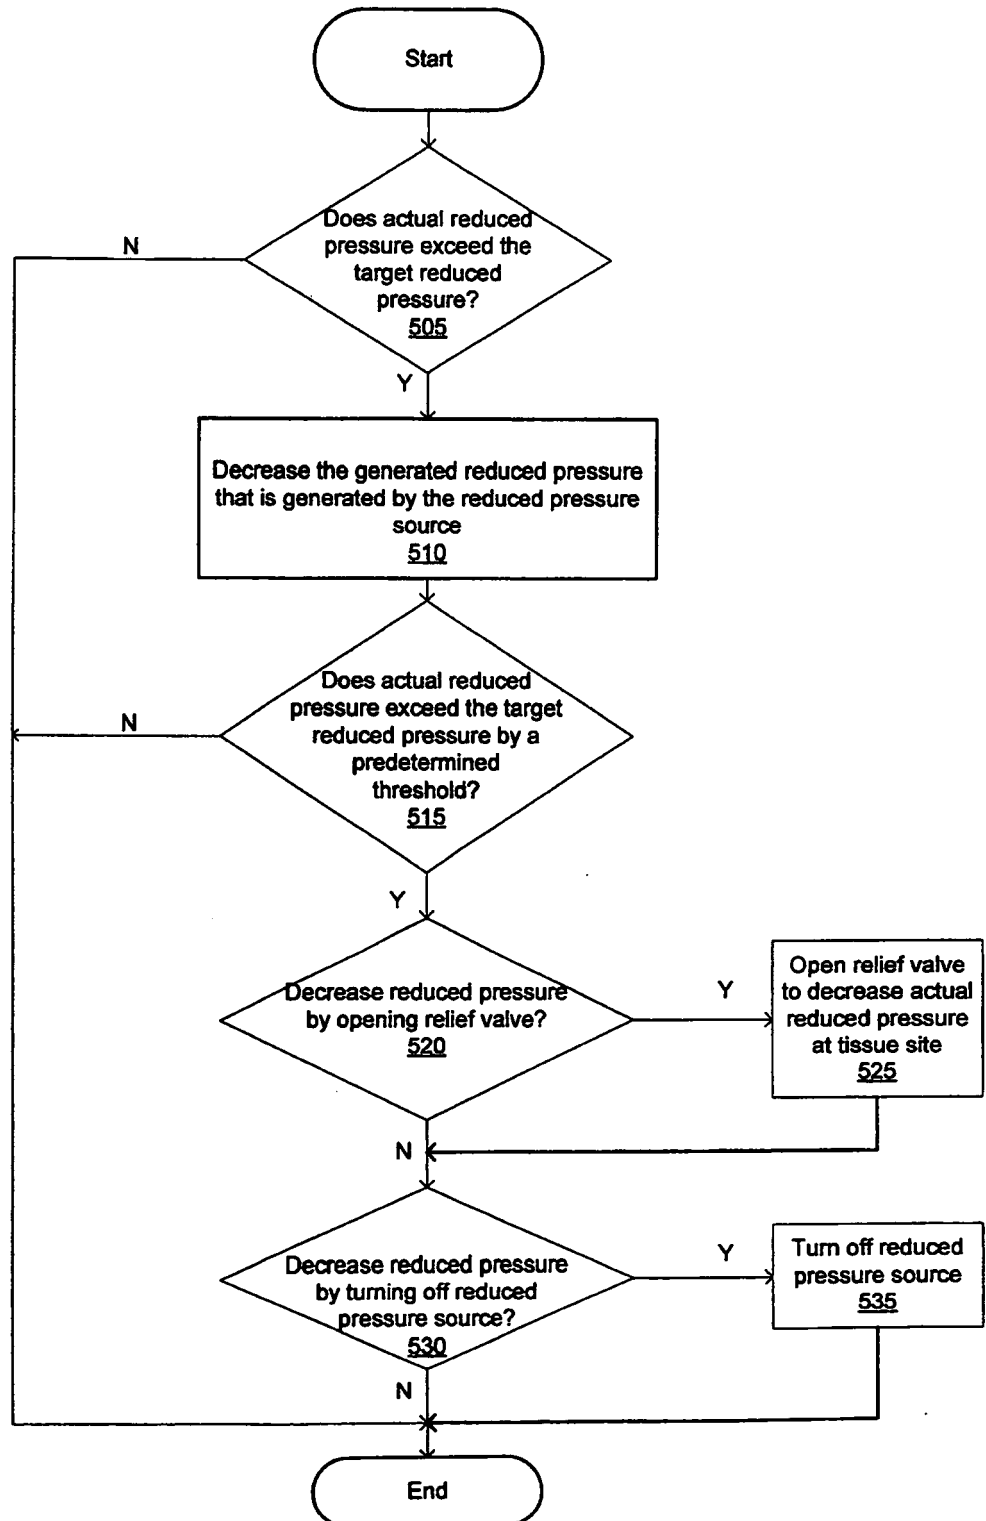 Start
Does actual reduced
pressure exceed the
target reduced
pressure?
505
N
Y
Decrease the generated reduced pressure
that is generated by the reduced pressure
source
510
Does actual reduced
pressure exceed the target
reduced pressure by a
predetermined
threshold?
515
N
Y
Decrease reduced pressure
by opening relief valve?
520
Y
Open relief valve
to decrease actual
reduced pressure
at tissue site
525
N
Decrease reduced pressure
by turning off reduced
pressure source?
530
Y
Turn off reduced
pressure source
535
N
End